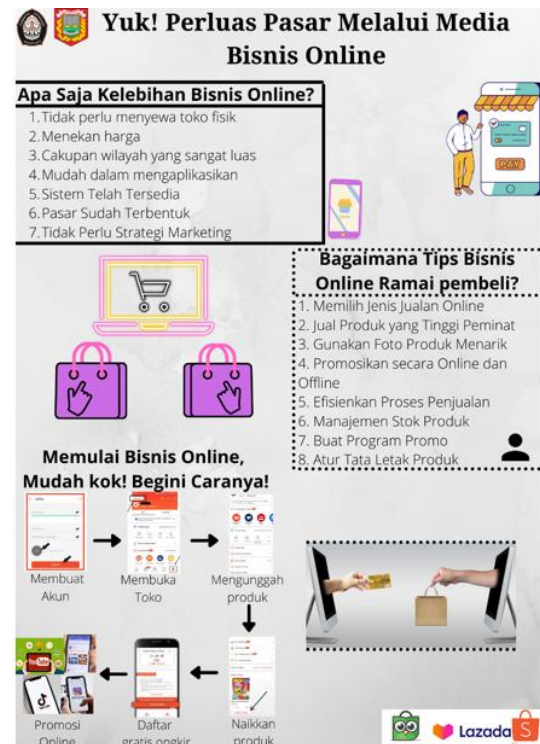 Yuk! Perluas Pasar Melalui Media
Bisnis Online
Apa Saja Kelebihan Bisnis Online?
1. Tidak perlu menyewa toko fisik
2. Menekan harga
3. Cakupan wilayah yang sangat luas
4. Mudah dalam mengaplikasikan
5. Sistem Telah Tersedia
6. Pasar Sudah Terbentuk
7. Tidak Perlu Strategi Marketing
PAY
Bagaimana Tips Bisnis
Online Ramai pembeli?
1. Memilih Jenis Jualan Online
2. Jual Produk yang Tinggi Peminat
3. Gunakan Foto Produk Menarik
4. Promosikan secara Online dan
Offline
5. Efisienkan Proses Penjualan
6. Manajemen Stok Produk
7. Buat Program Promo
8. Atur Tata Letak Produk
Memulai Bisnis Online,
Mudah kok! Begini Caranya!
Membuat
Akun
Membuka
Toko
Mengunggah
produk
YouTube
Promosi
Online
Daftar
gratis ongkir
Naikkan
produk
Lazada
S